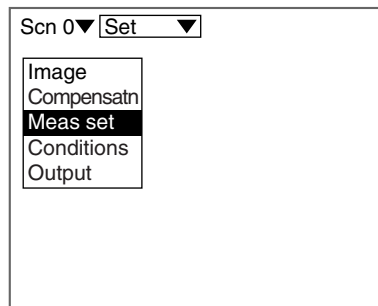 Scn 0▼ Set ▼
Image
Compensatn
Meas set
Conditions
Output